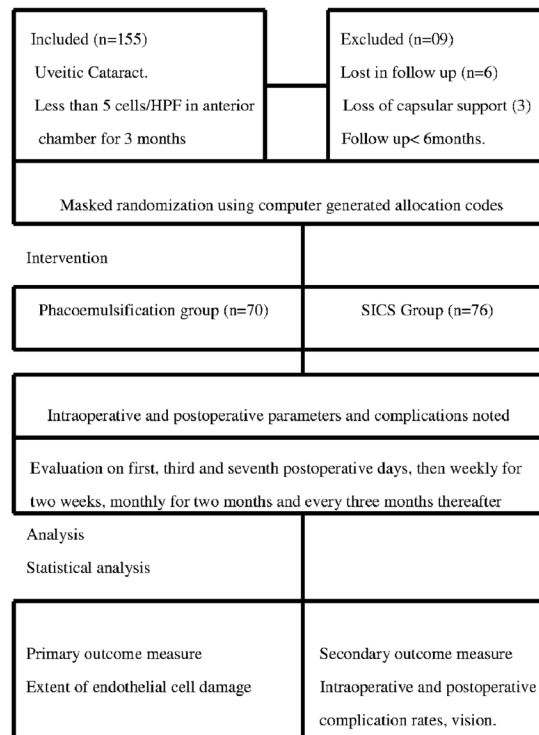 Included (n=155)
Uveitic Cataract.
Less than 5 cells/HPF in anterior
chamber for 3 months
Excluded (n=09)
Lost in follow up (n=6)
Loss of capsular support (3)
Follow up< 6months.
Masked randomization using computer generated allocation codes
Intervention
Phacoemulsification group (n=70)
SICS Group (n=76)
Intraoperative and postoperative parameters and complications noted
Evaluation on first, third and seventh postoperative days, then weekly for
two weeks, monthly for two months and every three months thereafter
Analysis
Statistical analysis
Primary outcome measure
Extent of endothelial cell damage
Secondary outcome measure
Intraoperative and postoperative
complication rates, vision.